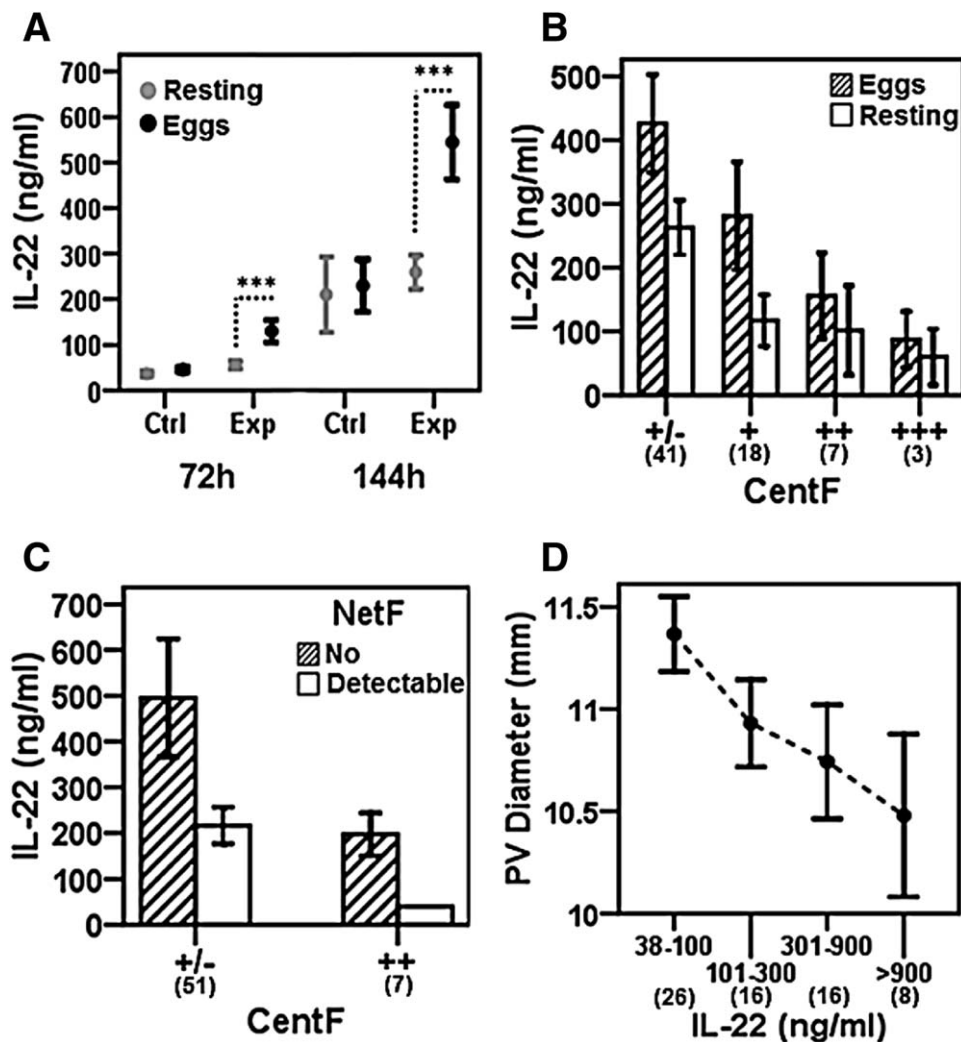 A
IL-22 (ng/ml)
700
600
500
400
300
200
100
0
Resting
Eggs
***
***
Ctrl Exp Ctrl Exp
72h 144h
B
IL-22 (ng/ml)
500
400
300
200
100
0
Eggs
Resting
+/- + ++ +++
(41) (18) (7) (3)
CentF
C
IL-22 (ng/ml)
700
600
500
400
300
200
100
0
NetF
No
Detectable
+/- ++
(51) (7)
CentF
D
PV Diameter (mm)
11.5
11
10.5
10
38-100 301-900
101-300 >900
(26) (16) (16) (8)
IL-22 (ng/ml)